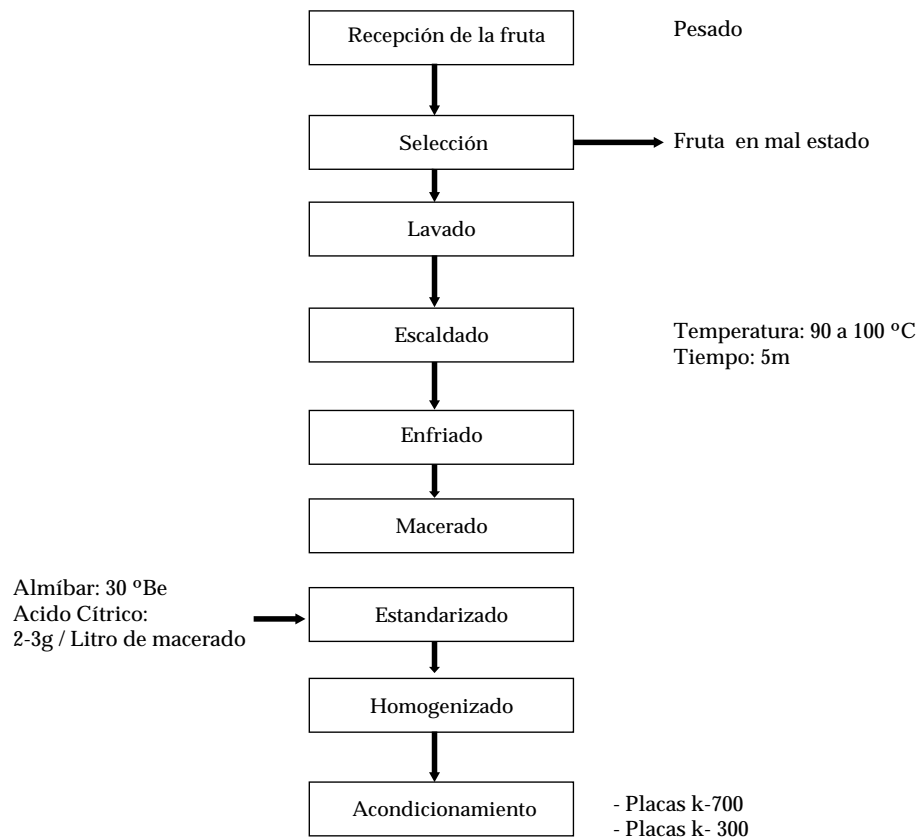 Recepción de la fruta
Pesado
Selección
Fruta en mal estado
Lavado
Escaldado
Temperatura: 90 a 100 ºC
Tiempo: 5m
Enfriado
Macerado
Almíbar: 30 ºBe
Acido Cítrico:
2-3g / Litro de macerado
Estandarizado
Homogenizado
Acondicionamiento
- Placas k-700
- Placas k- 300